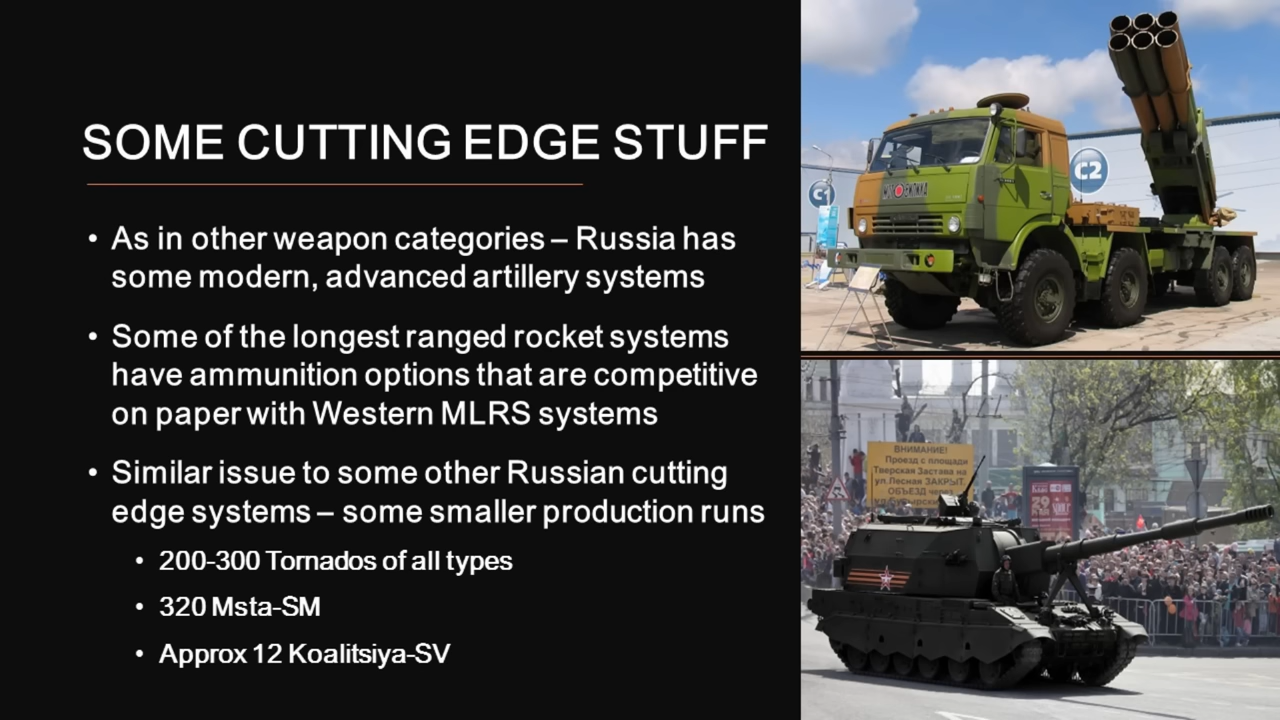 SOME CUTTING EDGE STUFF
• As in other weapon categories – Russia has
some modern, advanced artillery systems
• Some of the longest ranged rocket systems
have ammunition options that are competitive
on paper with Western MLRS systems
• Similar issue to some other Russian cutting
edge systems – some smaller production runs
• 200-300 Tornados of all types
• 320 Msta-SM
• Approx 12 Koalitsiya-SV
C1
C2
ВНИМАНИЕ!
Проезд с площади
Тверская Застава на
ул.Лесная ЗАКРЫТ.
ОБЪЕЗД через